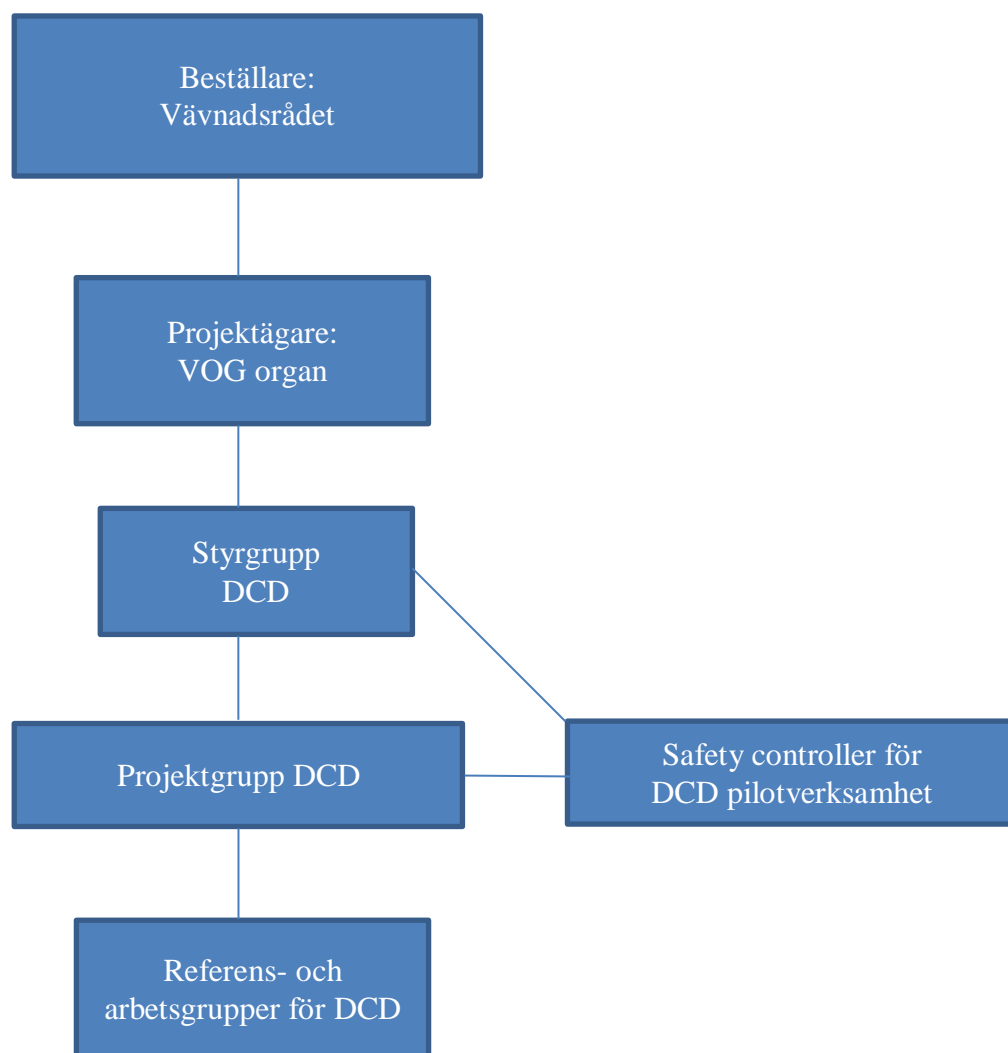 Beställare:
Vävnadsrådet
Projektägare:
VOG organ
Styrgrupp
DCD
Projektgrupp DCD
Safety controller för
DCD pilotverksamhet
Referens- och
arbetsgrupper för DCD